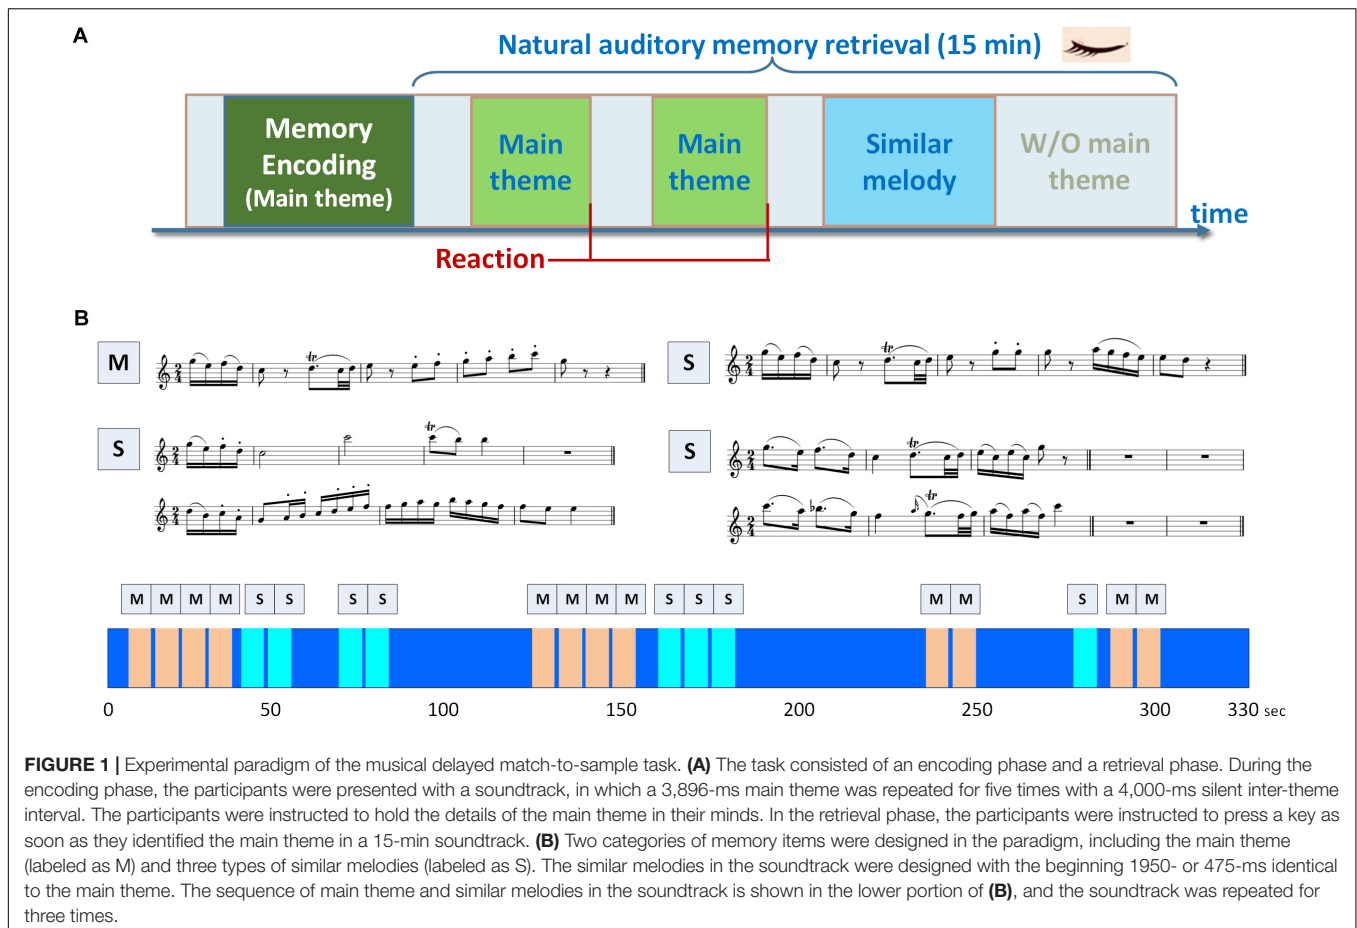 A
Natural auditory memory retrieval (15 min)
Memory
Encoding
(Main theme)
Main
theme
Main
theme
Similar
melody
W/O main
theme
time
Reaction
B
M
tr
S
tr
S
tr
S
tr
tr
M M M M S S S S M M M M S S S M M S M M
0 50 100 150 200 250 300 330 sec
FIGURE 1 | Experimental paradigm of the musical delayed match-to-sample task. (A) The task consisted of an encoding phase and a retrieval phase. During the
encoding phase, the participants were presented with a soundtrack, in which a 3,896-ms main theme was repeated for five times with a 4,000-ms silent inter-theme
interval. The participants were instructed to hold the details of the main theme in their minds. In the retrieval phase, the participants were instructed to press a key as
soon as they identified the main theme in a 15-min soundtrack. (B) Two categories of memory items were designed in the paradigm, including the main theme
(labeled as M) and three types of similar melodies (labeled as S). The similar melodies in the soundtrack were designed with the beginning 1950- or 475-ms identical
to the main theme. The sequence of main theme and similar melodies in the soundtrack is shown in the lower portion of (B), and the soundtrack was repeated for
three times.